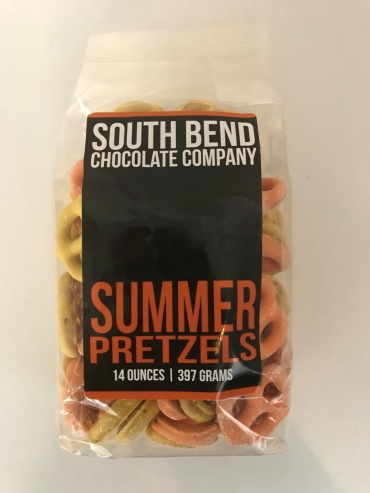 SOUTH BEND
CHOCOLATE COMPANY
SUMMER
PRETZELS
14 OUNCES | 397 GRAMS